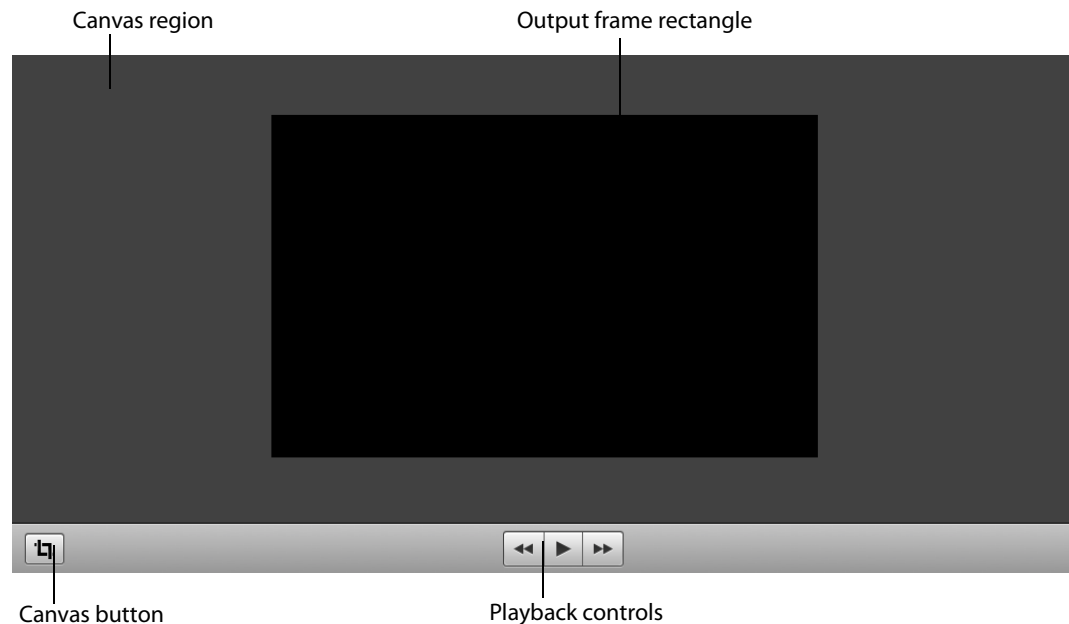 Canvas region
Output frame rectangle
Canvas button
Playback controls